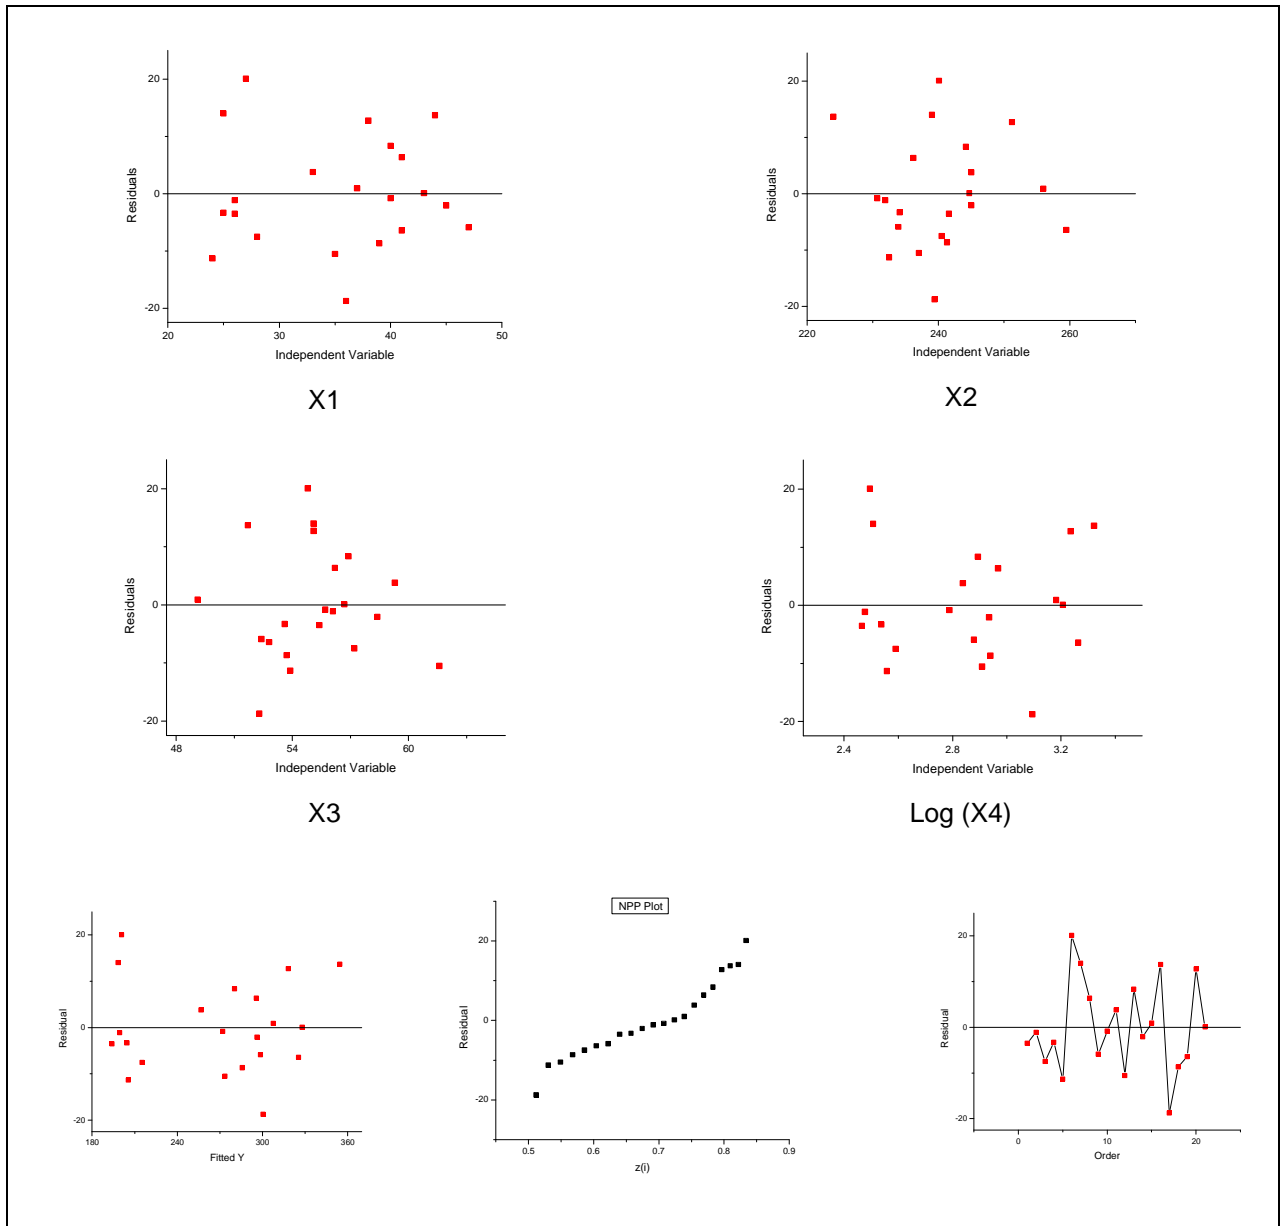 20
0
-20
Residuals
20 30 40 50
Independent Variable
X1
20
0
-20
Residuals
220 240 260
Independent Variable
X2
20
0
-20
Residuals
48 54 60
Independent Variable
X3
20
0
-20
Residuals
2.4 2.8 3.2
Independent Variable
Log (X4)
20
0
-20
Residual
180 240 300 360
Fitted Y
NPP Plot
20
0
-20
Residual
0.5 0.6 0.7 0.8 0.9
z(i)
20
0
-20
Residual
0 10 20
Order